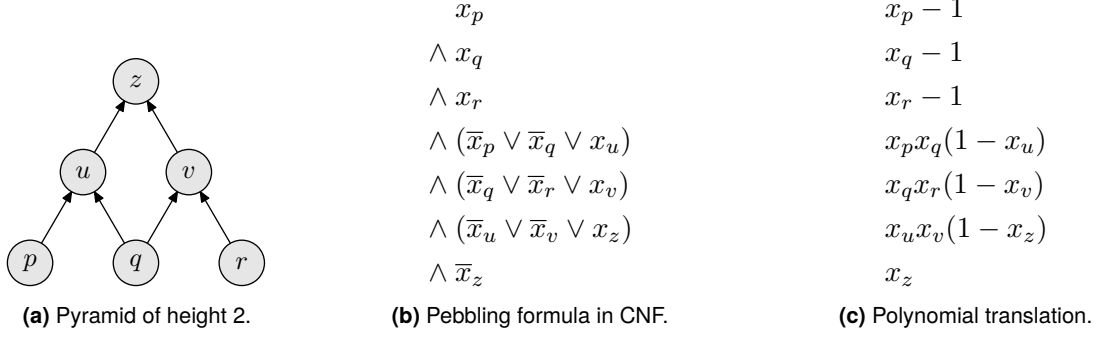 z
u v
p q r
(a) Pyramid of height 2.
x_p
∧ x_q
∧ x_r
∧ (x̅_p ∨ x̅_q ∨ x_u)
∧ (x̅_q ∨ x̅_r ∨ x_v)
∧ (x̅_u ∨ x̅_v ∨ x_z)
∧ x̅_z
(b) Pebbling formula in CNF.
x_p − 1
x_q − 1
x_r − 1
x_p x_q (1 − x_u)
x_q x_r (1 − x_v)
x_u x_v (1 − x_z)
x_z
(c) Polynomial translation.